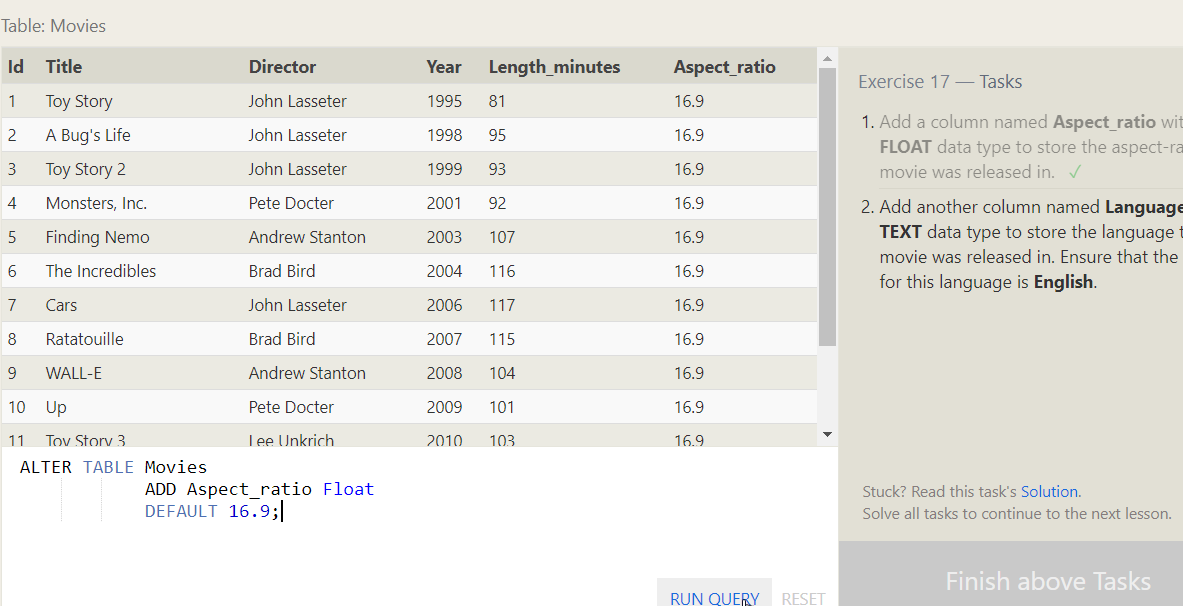 Table: Movies
Id Title Director Year Length_minutes Aspect_ratio
1 Toy Story John Lasseter 1995 81 16.9
2 A Bug's Life John Lasseter 1998 95 16.9
3 Toy Story 2 John Lasseter 1999 93 16.9
4 Monsters, Inc. Pete Docter 2001 92 16.9
5 Finding Nemo Andrew Stanton 2003 107 16.9
6 The Incredibles Brad Bird 2004 116 16.9
7 Cars John Lasseter 2006 117 16.9
8 Ratatouille Brad Bird 2007 115 16.9
9 WALL-E Andrew Stanton 2008 104 16.9
10 Up Pete Docter 2009 101 16.9
11 Toy Story 3 Lee Unkrich 2010 103 16.9
ALTER TABLE Movies
ADD Aspect_ratio Float
DEFAULT 16.9;
RUN QUERY RESET
Exercise 17 — Tasks
1. Add a column named Aspect_ratio wit
FLOAT data type to store the aspect-ra
movie was released in. ✓
2. Add another column named Language
TEXT data type to store the language t
movie was released in. Ensure that the
for this language is English.
Stuck? Read this task's Solution.
Solve all tasks to continue to the next lesson.
Finish above Tasks